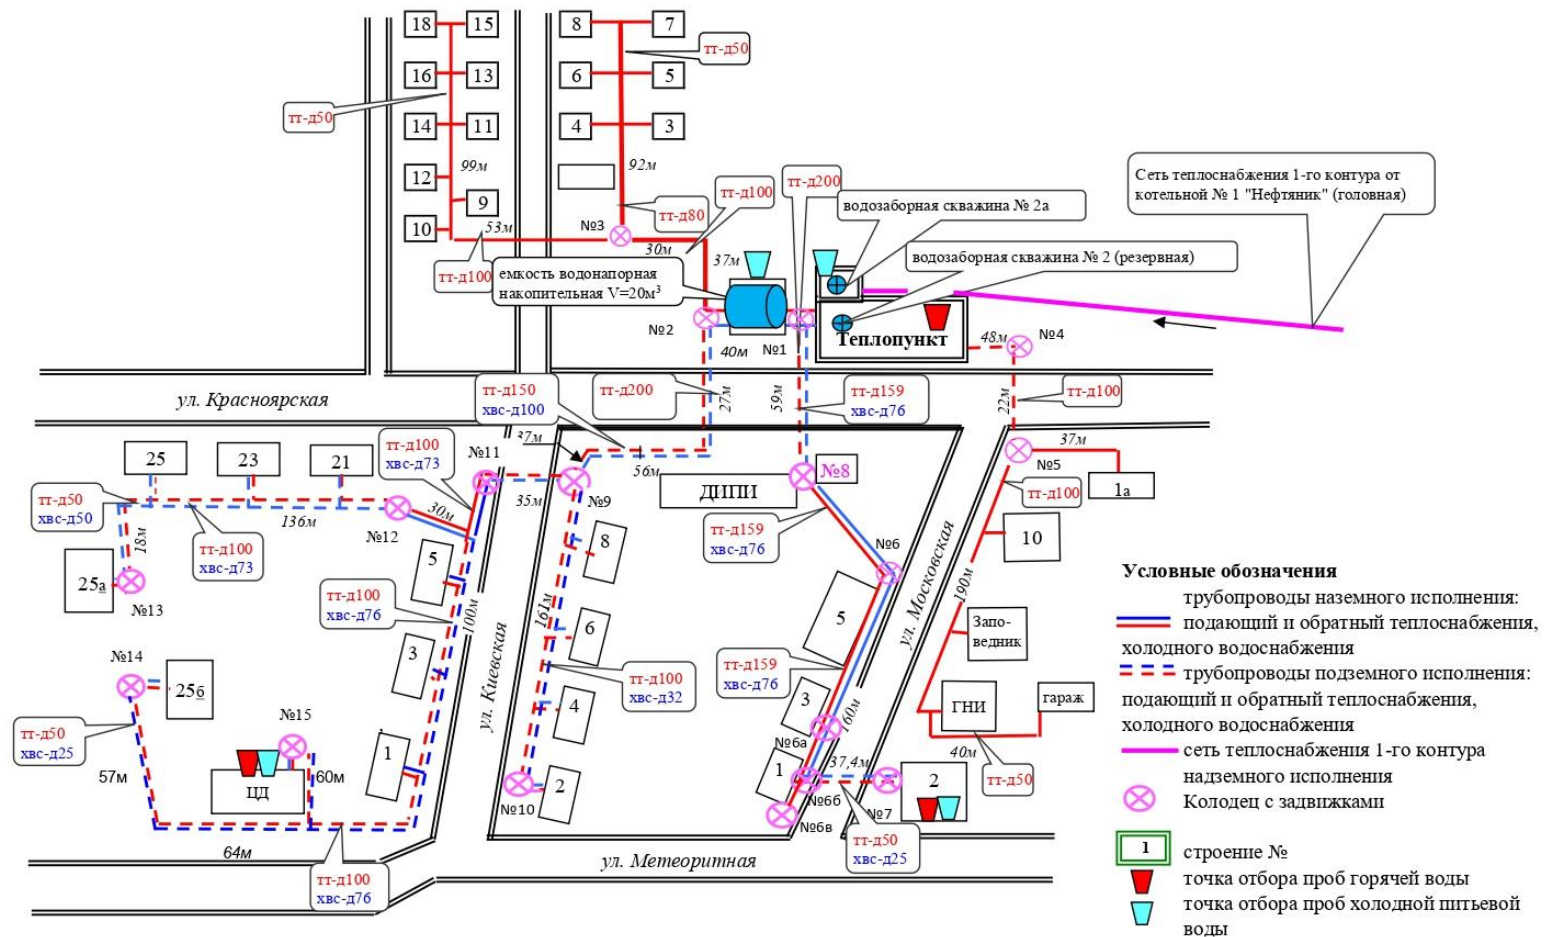 18
15
8
7
тт-д50
16
13
6
5
тт-д50
14
11
4
3
99м
92м
12
9
10
53м
№3
тт-д80
тт-д100
тт-д200
30м
37м
тт-д100
водозаборная скважина № 2а
водозаборная скважина № 2 (резервная)
Сеть теплоснабжения 1-го контура от
котельной № 1 "Нефтяник" (головная)
емкость водонапорная
накопительная V=20м³
№2
40м
№1
Теплопункт
48м
№4
ул. Красноярская
тт-д150
хвс-д100
тт-д200
27м
59м
тт-д159
хвс-д76
22м
тт-д100
37м
56м
№8
ДИПИ
37м
№5
1а
тт-д100
25
23
21
тт-д100
хвс-д73
№11
35м
№9
тт-д50
хвс-д50
136м
30м
№12
18м
тт-д100
хвс-д73
25а
№13
5
тт-д100
хвс-д76
100м
3
8
161м
6
тт-д100
хвс-д32
4
2
№10
ул. Киевская
тт-д159
хвс-д76
№6
5
ул. Московская
190м
10
Запо-
ведник
ГНИ
гараж
40м
тт-д50
тт-д159
хвс-д76
3
№6а
160м
1
37,4м
№6б
№7
№6в
2
тт-д50
хвс-д25
№14
25б
№15
тт-д50
хвс-д25
57м
60м
ЦД
1
64м
тт-д100
хвс-д76
ул. Метеоритная
Условные обозначения
трубопроводы наземного исполнения:
подающий и обратный теплоснабжения,
холодного водоснабжения
трубопроводы подземного исполнения:
подающий и обратный теплоснабжения,
холодного водоснабжения
сеть теплоснабжения 1-го контура
надземного исполнения
Колодец с задвижками
1
строение №
точка отбора проб горячей воды
точка отбора проб холодной питьевой
воды